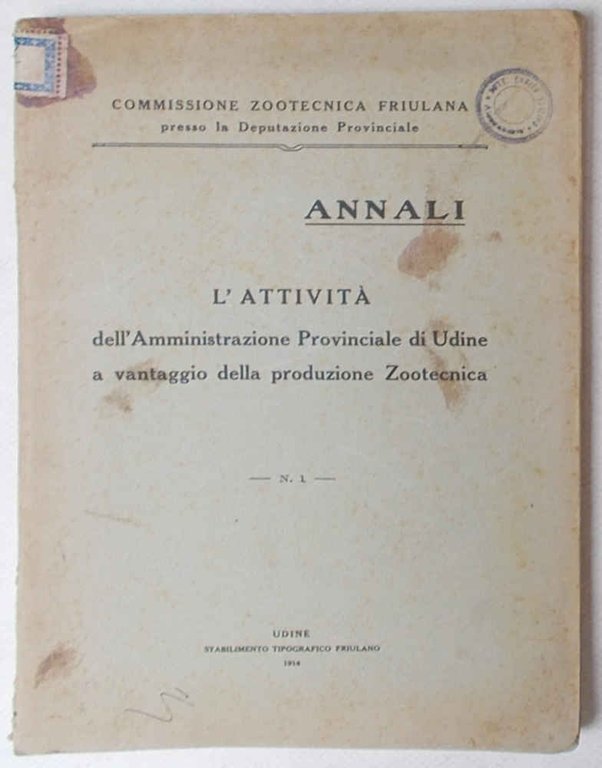 COMMISSIONE ZOOTECNICA FRIULANA
presso la Deputazione Provinciale
ANNALI
L'ATTIVITÀ
dell'Amministrazione Provinciale di Udine
a vantaggio della produzione Zootecnica
— N. 1 —
UDINE
STABILIMENTO TIPOGRAFICO FRIULANO
1914